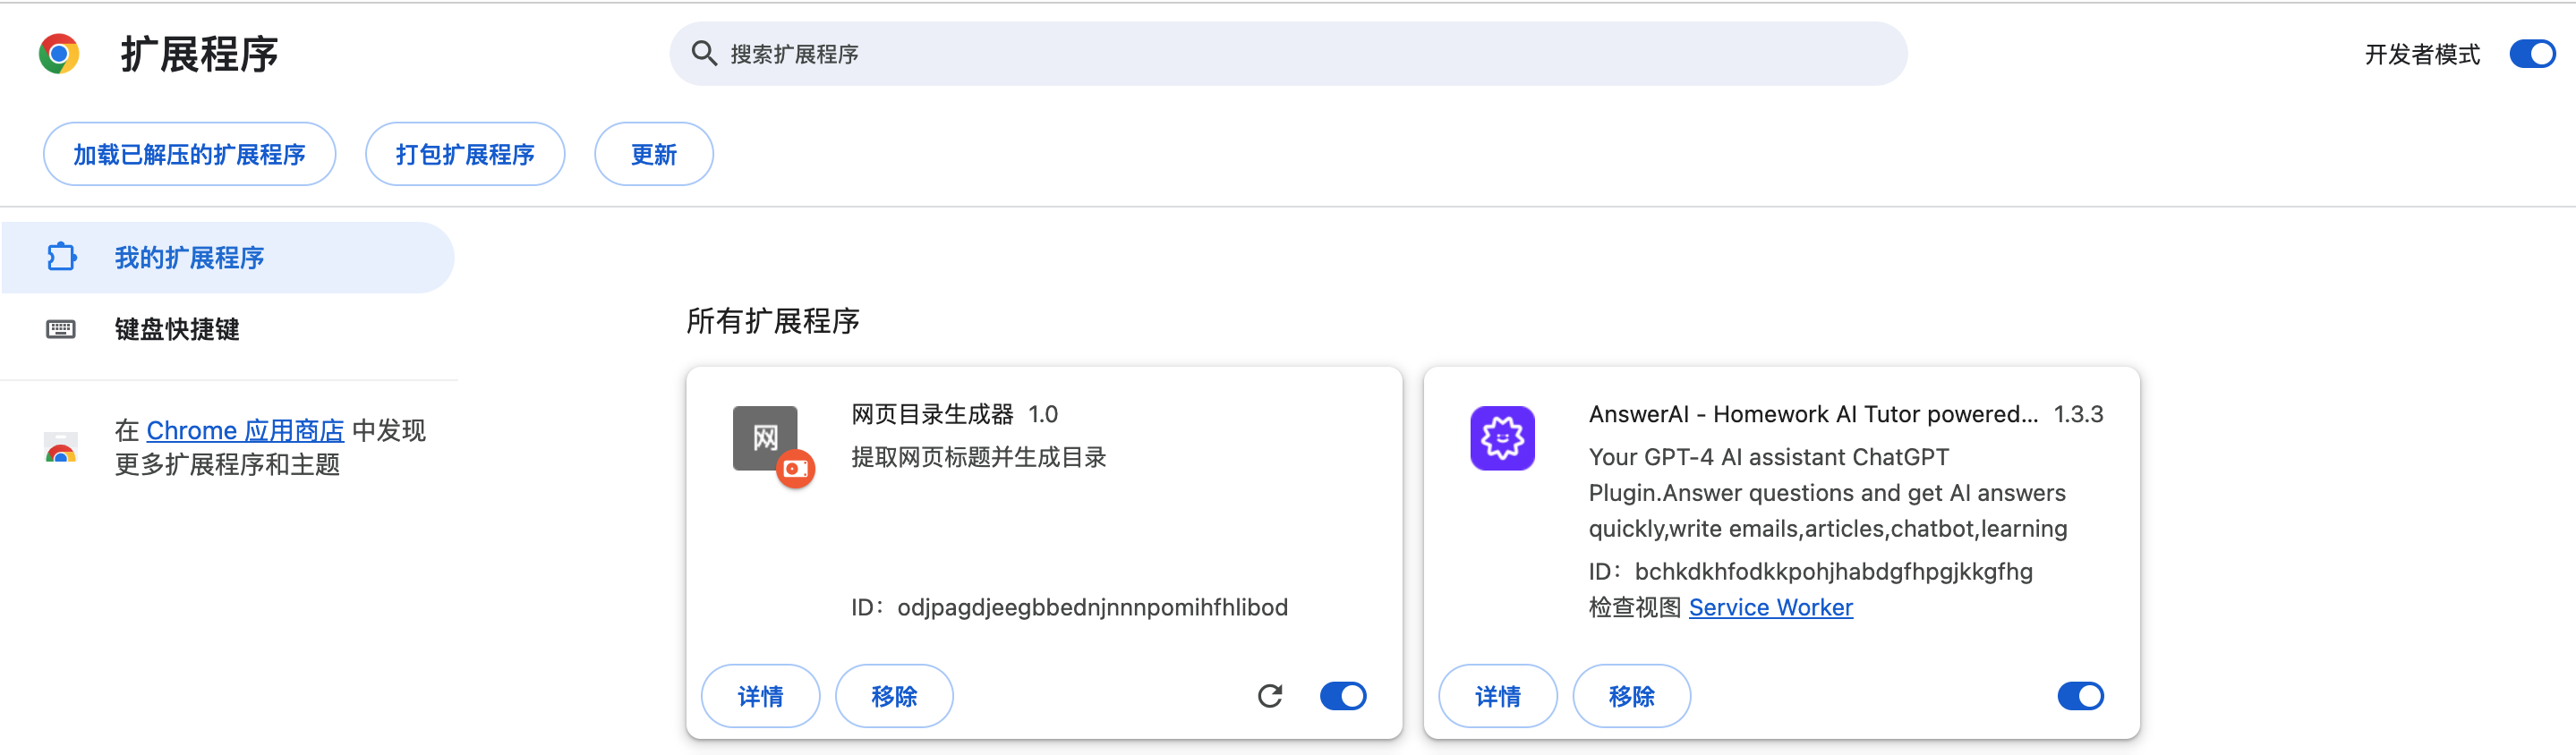 扩展程序
搜索扩展程序
开发者模式
加载已解压的扩展程序
打包扩展程序
更新
我的扩展程序
键盘快捷键
在 Chrome 应用商店 中发现
更多扩展程序和主题
所有扩展程序
网
网页目录生成器 1.0
提取网页标题并生成目录
ID：odjpagdjeegbbednjnnnpomihfhlibod
详情
移除
AnswerAI - Homework AI Tutor powered... 1.3.3
Your GPT-4 AI assistant ChatGPT
Plugin.Answer questions and get AI answers
quickly,write emails,articles,chatbot,learning
ID：bchkdkhfodkkpohjhabdgfhpgjkkgfhg
检查视图 Service Worker
详情
移除